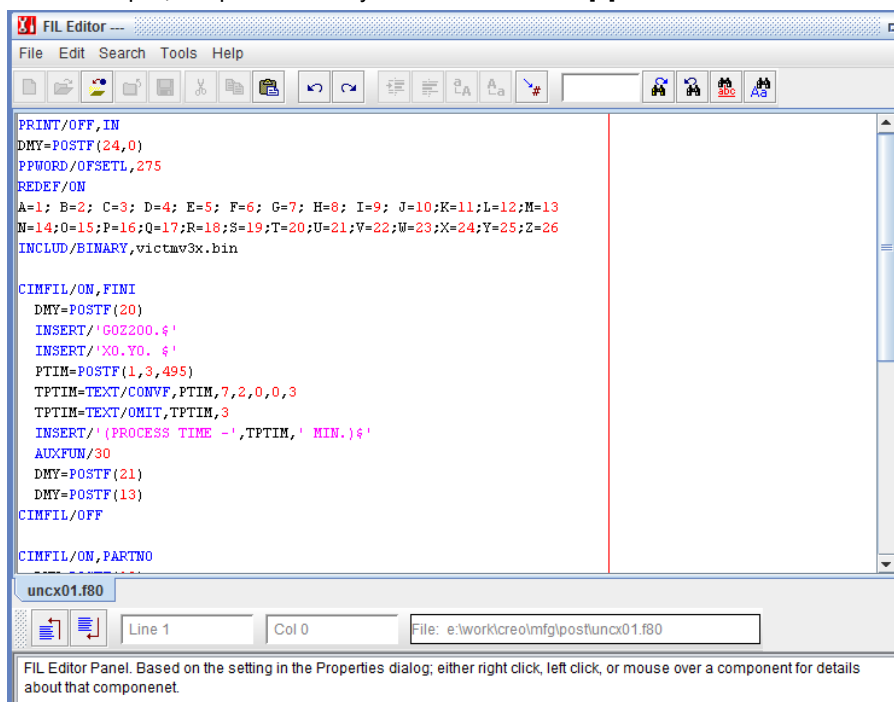 FIL Editor ---
File Edit Search Tools Help
PRINT/OFF,IN
DMY=POSTF(24,0)
PPWORD/OFSETL,275
REDEF/ON
A=1; B=2; C=3; D=4; E=5; F=6; G=7; H=8; I=9; J=10;K=11;L=12;M=13
N=14;O=15;P=16;Q=17;R=18;S=19;T=20;U=21;V=22;W=23;X=24;Y=25;Z=26
INCLUD/BINARY,victmv3x.bin
CIMFIL/ON,FINI
DMY=POSTF(20)
INSERT/'G0Z200.$'
INSERT/'X0.Y0. $'
PTIM=POSTF(1,3,495)
TPTIM=TEXT/CONVF,PTIM,7,2,0,0,3
TPTIM=TEXT/OMIT,TPTIM,3
INSERT/'(PROCESS TIME -',TPTIM,' MIN.)$'
AUXFUN/30
DMY=POSTF(21)
DMY=POSTF(13)
CIMFIL/OFF
CIMFIL/ON,PARTNO
uncx01.f80
Line 1 Col 0 File: e:\work\creo\mfg\post\uncx01.f80
FIL Editor Panel. Based on the setting in the Properties dialog; either right click, left click, or mouse over a component for details
about that componenet.